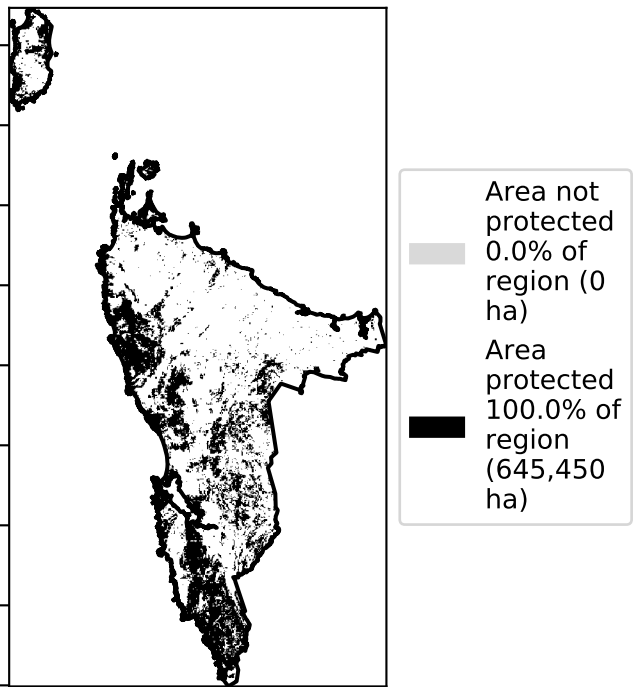 Area not
protected
0.0% of
region (0
ha)
Area
protected
100.0% of
region
(645,450
ha)